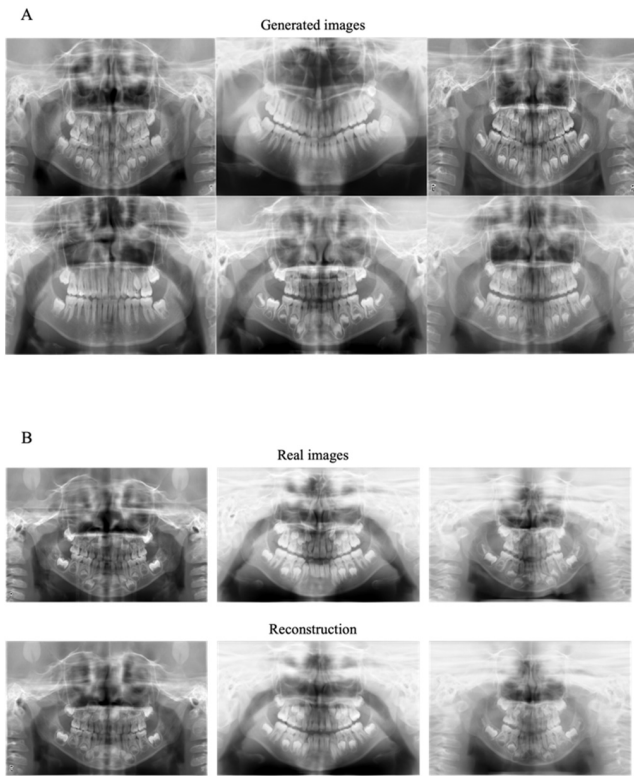 A
Generated images
B
Real images
Reconstruction